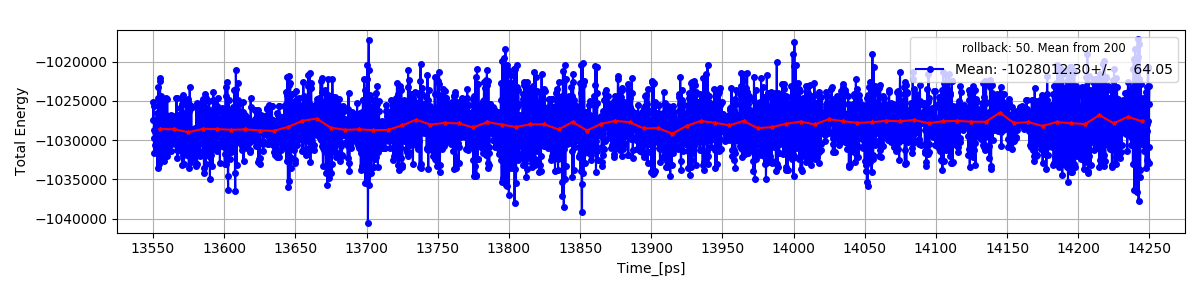 rollback: 50. Mean from 200
Mean: -1028012.30+/- 64.05
Total Energy
−1020000
−1025000
−1030000
−1035000
−1040000
13550 13600 13650 13700 13750 13800 13850 13900 13950 14000 14050 14100 14150 14200 14250
Time_[ps]